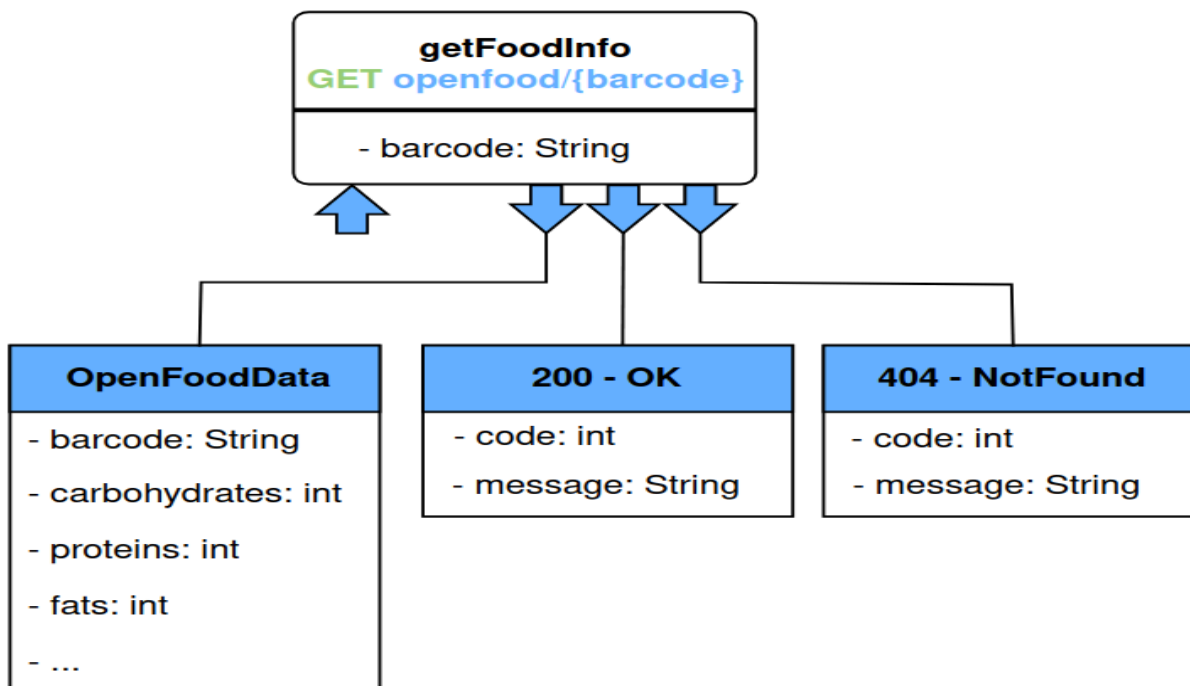 getFoodInfo
GET openfood/{barcode}
- barcode: String
OpenFoodData
- barcode: String
- carbohydrates: int
- proteins: int
- fats: int
- ...
200 - OK
- code: int
- message: String
404 - NotFound
- code: int
- message: String